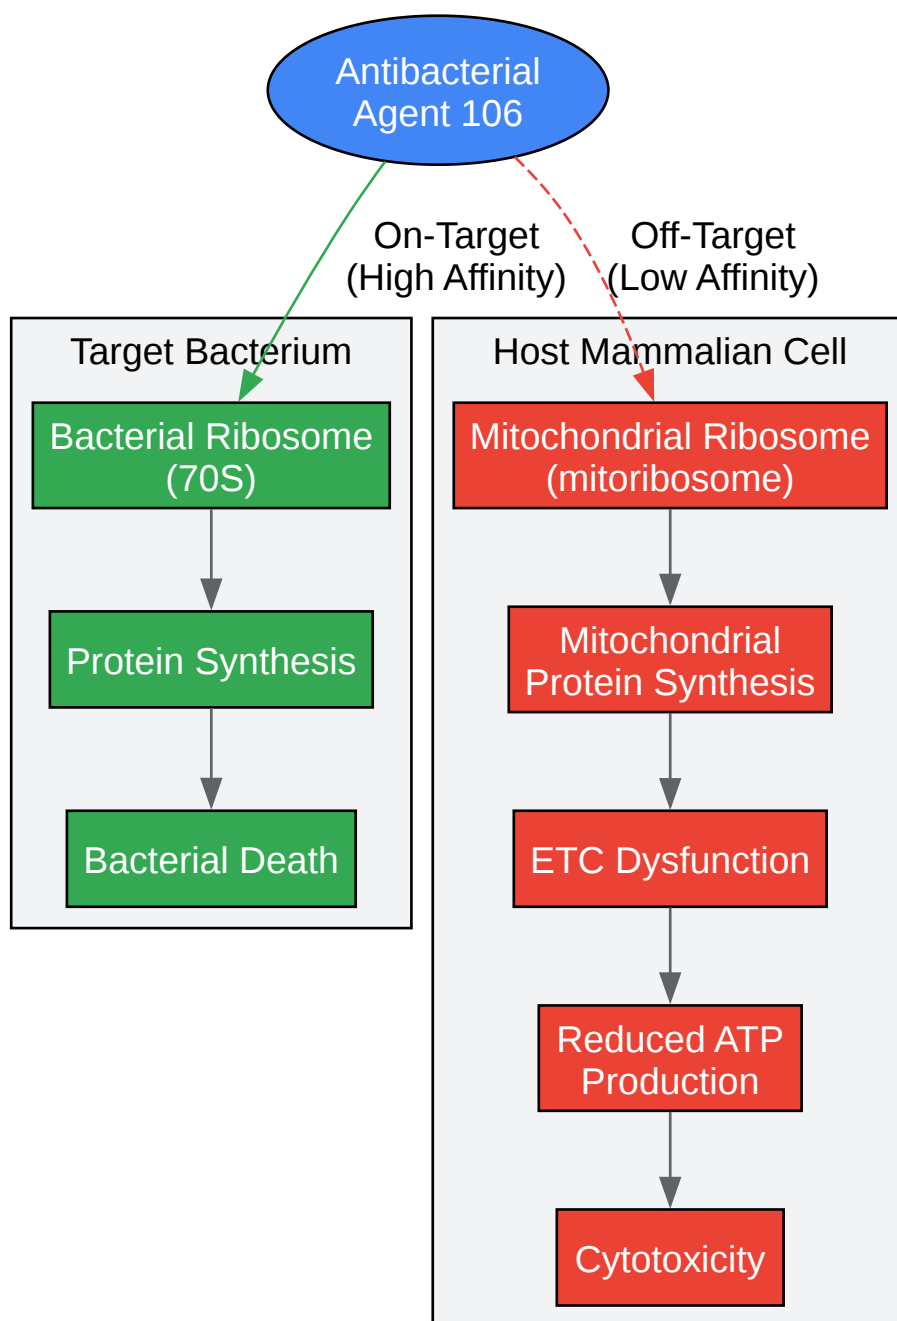 Antibacterial
Agent 106
On-Target
(High Affinity)
Off-Target
(Low Affinity)
Target Bacterium
Bacterial Ribosome
(70S)
Protein Synthesis
Bacterial Death
Host Mammalian Cell
Mitochondrial Ribosome
(mitoribosome)
Mitochondrial
Protein Synthesis
ETC Dysfunction
Reduced ATP
Production
Cytotoxicity